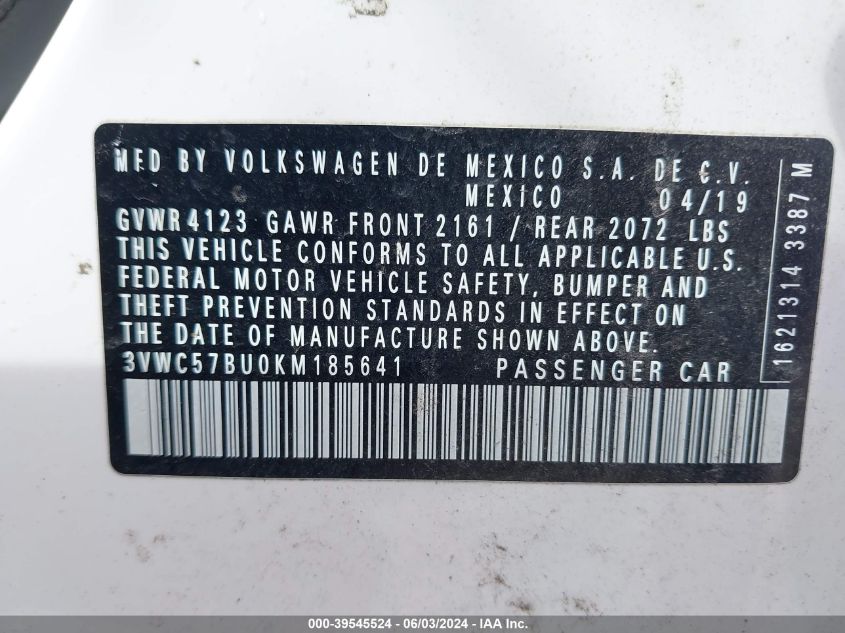 MFD BY VOLKSWAGEN DE MEXICO S.A. DE C.V.
MEXICO 04/19
GVWR 4123 GAWR FRONT 2161 / REAR 2072 LBS
THIS VEHICLE CONFORMS TO ALL APPLICABLE U.S.
FEDERAL MOTOR VEHICLE SAFETY, BUMPER AND
THEFT PREVENTION STANDARDS IN EFFECT ON
THE DATE OF MANUFACTURE SHOWN ABOVE.
3VWC57BU0KM185641 PASSENGER CAR
1621314 3387 M
000-39545524 | 06/03/2024 - IAA Inc.